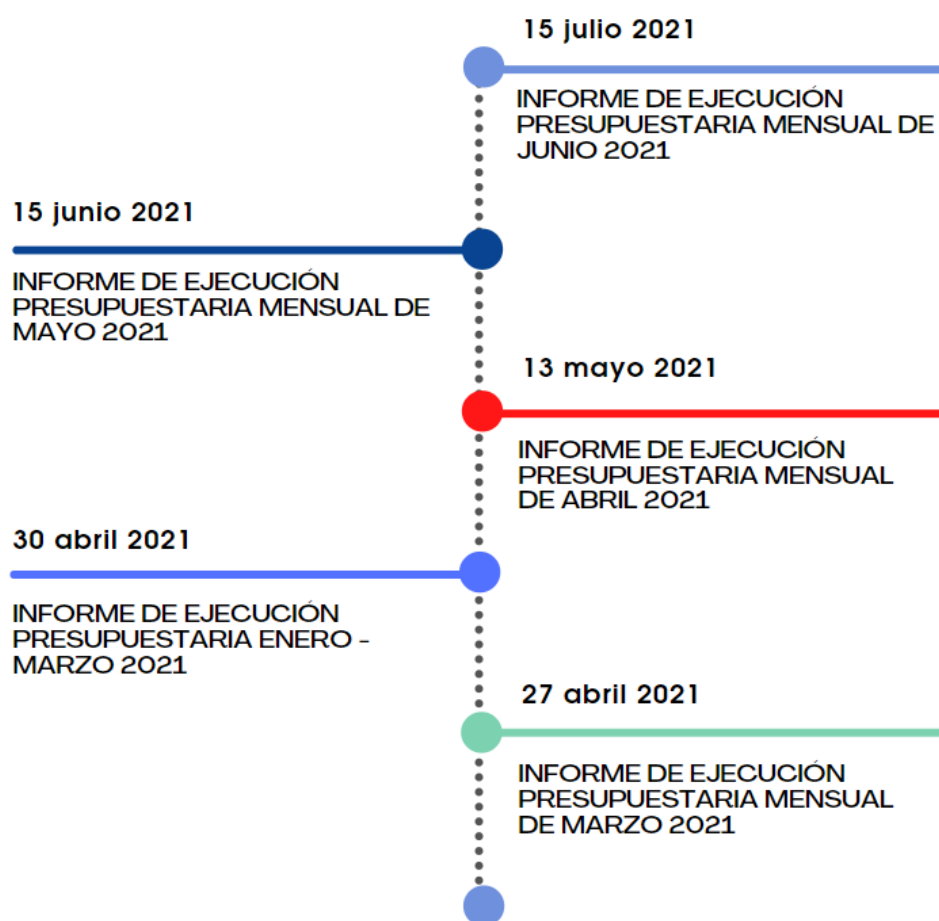 15 julio 2021
INFORME DE EJECUCIÓN
PRESUPUESTARIA MENSUAL DE
JUNIO 2021
15 junio 2021
INFORME DE EJECUCIÓN
PRESUPUESTARIA MENSUAL DE
MAYO 2021
13 mayo 2021
INFORME DE EJECUCIÓN
PRESUPUESTARIA MENSUAL
DE ABRIL 2021
30 abril 2021
INFORME DE EJECUCIÓN
PRESUPUESTARIA ENERO -
MARZO 2021
27 abril 2021
INFORME DE EJECUCIÓN
PRESUPUESTARIA MENSUAL
DE MARZO 2021